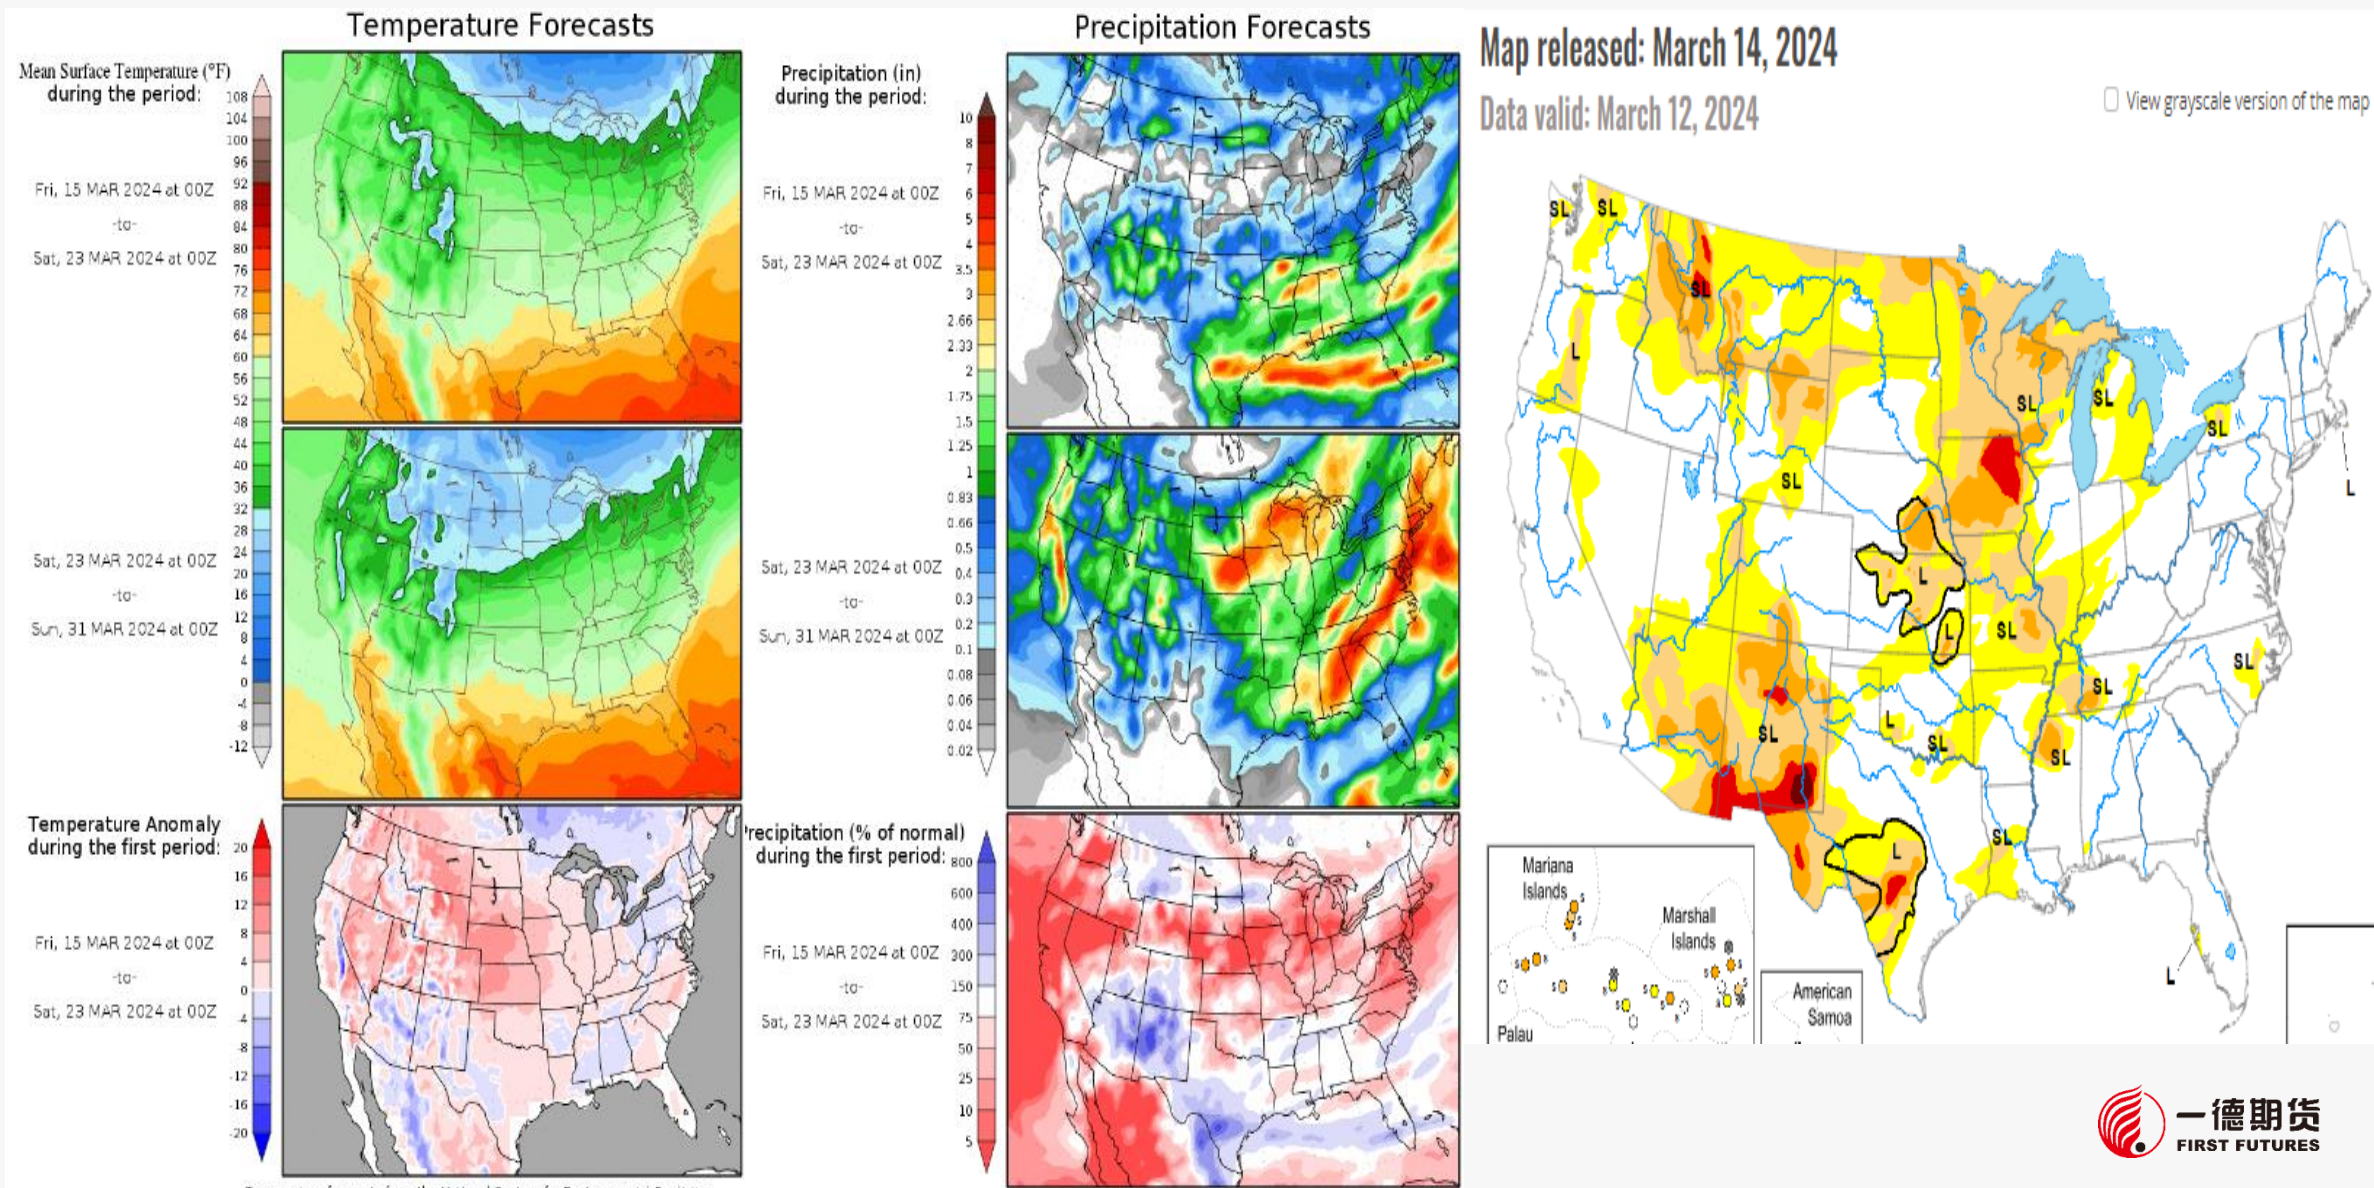 Temperature Forecasts
Mean Surface Temperature (°F)
during the period:
108
104
100
96
92
88
84
80
76
72
68
64
60
56
52
48
44
40
36
32
28
24
20
16
12
8
4
0
-4
-8
-12
Fri, 15 MAR 2024 at 00Z
-to-
Sat, 23 MAR 2024 at 00Z
Sat, 23 MAR 2024 at 00Z
-to-
Sun, 31 MAR 2024 at 00Z
Temperature Anomaly
during the first period:
20
16
12
8
4
0
-4
-8
-12
-16
-20
Fri, 15 MAR 2024 at 00Z
-to-
Sat, 23 MAR 2024 at 00Z
Precipitation Forecasts
Precipitation (in)
during the period:
10
8
7
6
5
4
3.5
3
2.66
2.33
2
1.75
1.5
1.25
1
0.83
0.66
0.5
0.4
0.3
0.2
0.1
0.08
0.06
0.04
0.02
Fri, 15 MAR 2024 at 00Z
-to-
Sat, 23 MAR 2024 at 00Z
Sat, 23 MAR 2024 at 00Z
-to-
Sun, 31 MAR 2024 at 00Z
Precipitation (% of normal)
during the first period:
800
600
400
300
150
75
50
25
10
5
Fri, 15 MAR 2024 at 00Z
-to-
Sat, 23 MAR 2024 at 00Z
Map released: March 14, 2024
Data valid: March 12, 2024
View grayscale version of the map
SL
SL
SL
L
SL
SL
SL
SL
L
L
L
SL
SL
SL
SL
L
SL
SL
SL
L
L
Mariana
Islands
Marshall
Islands
Palau
American
Samoa
一德期货
FIRST FUTURES